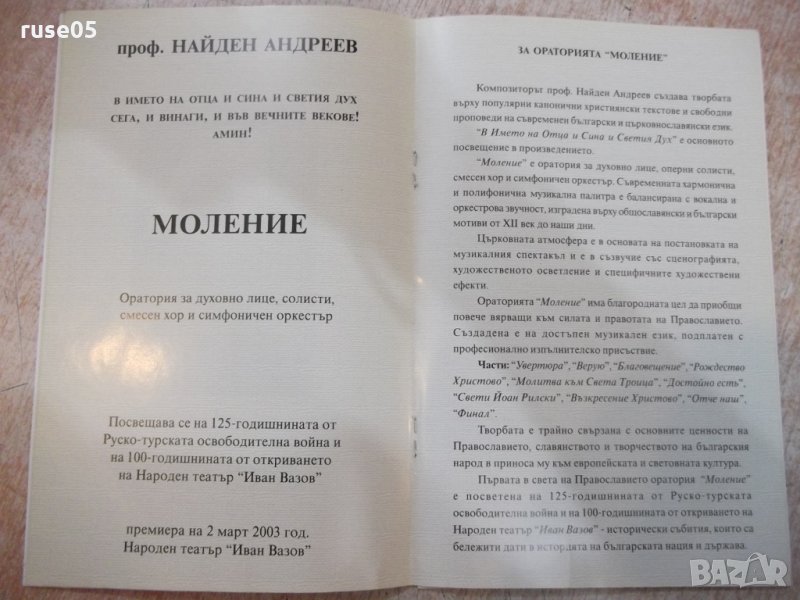 ruse05
проф. НАЙДЕН АНДРЕЕВ
В ИМЕТО НА ОТЦА И СИНА И СВЕТИЯ ДУХ
СЕГА, И ВИНАГИ, И ВЪВ ВЕЧНИТЕ ВЕКОВЕ!
АМИН!
МОЛЕНИЕ
Оратория за духовно лице, солисти,
смесен хор и симфоничен оркестър
Посвещава се на 125-годишнината от
Руско-турската освободителна война и
на 100-годишнината от откриването
на Народен театър “Иван Вазов”
премиера на 2 март 2003 год.
Народен театър “Иван Вазов”
ЗА ОРАТОРИЯТА “МОЛЕНИЕ”
Композиторът проф. Найден Андреев създава творбата
върху популярни канонични християнски текстове и свободни
проповеди на съвременен български и църковнославянски език.
“В Името на Отца и Сина и Светия Дух” е основното
посвещение в произведението.
“Моление” е оратория за духовно лице, оперни солисти,
смесен хор и симфоничен оркестър. Съвременната хармонична
и полифонична музикална палитра е балансирана с вокална и
оркестрова звучност, изградена върху общославянски и български
мотиви от XII век до наши дни.
Църковната атмосфера е в основата на постановката на
музикалния спектакъл и е в съзвучие със сценографията,
художественото осветление и специфичните художествени
ефекти.
Ораторията “Моление” има благородната цел да приобщи
повече вярващи към силата и правотата на Православието.
Създадена е на достъпен музикален език, подплатен с
професионално изпълнителско присъствие.
Части: “Увертюра”, “Верую”, “Благовещение”, “Рождество
Христово”, “Молитва към Света Троица”, “Достойно есть”,
“Свети Йоан Рилски”, “Възкресение Христово”, “Отче наш”,
“Финал”.
Творбата е трайно свързана с основните ценности на
Православието, славянството и творчеството на българския
народ в приноса му към европейската и световната култура.
Първата в света на Православието оратория “Моление”
е посветена на 125-годишнината от Руско-турската
освободителна война и на 100-годишнината от откриването на
Народен театър “Иван Вазов” - исторически събития, които са
бележити дати в историята на българската нация и държава.
BAZAR